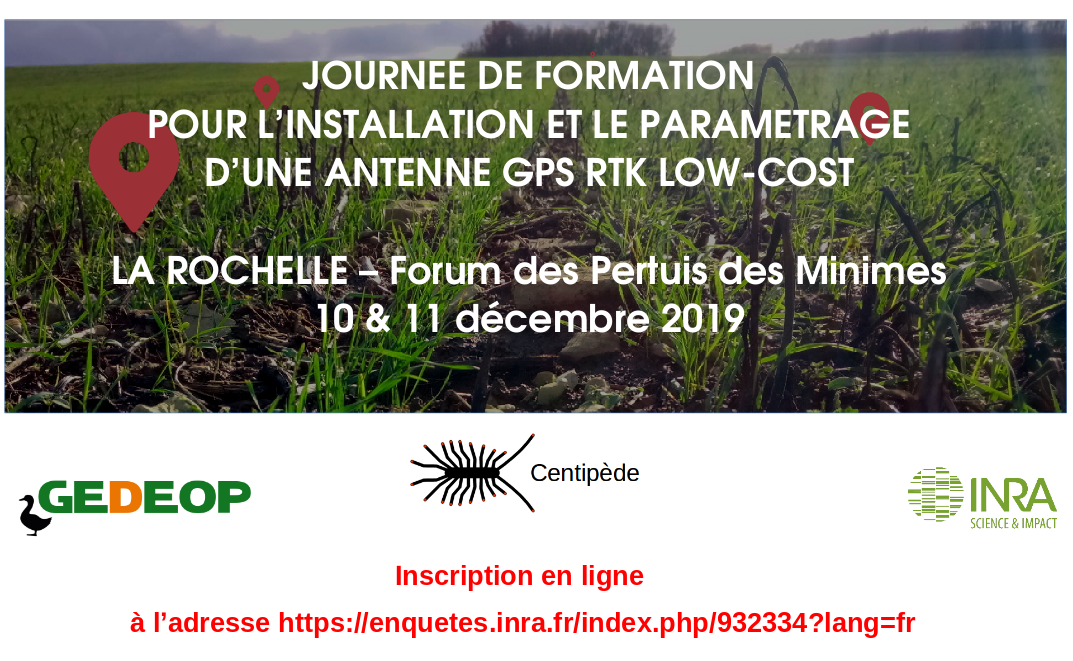 JOURNEE DE FORMATION
POUR L'INSTALLATION ET LE PARAMETRAGE
D'UNE ANTENNE GPS RTK LOW-COST
LA ROCHELLE – Forum des Pertuis des Minimes
10 & 11 décembre 2019
GEDEOP
Centipède
INRA
SCIENCE & IMPACT
Inscription en ligne
à l'adresse https://enquetes.inra.fr/index.php/932334?lang=fr